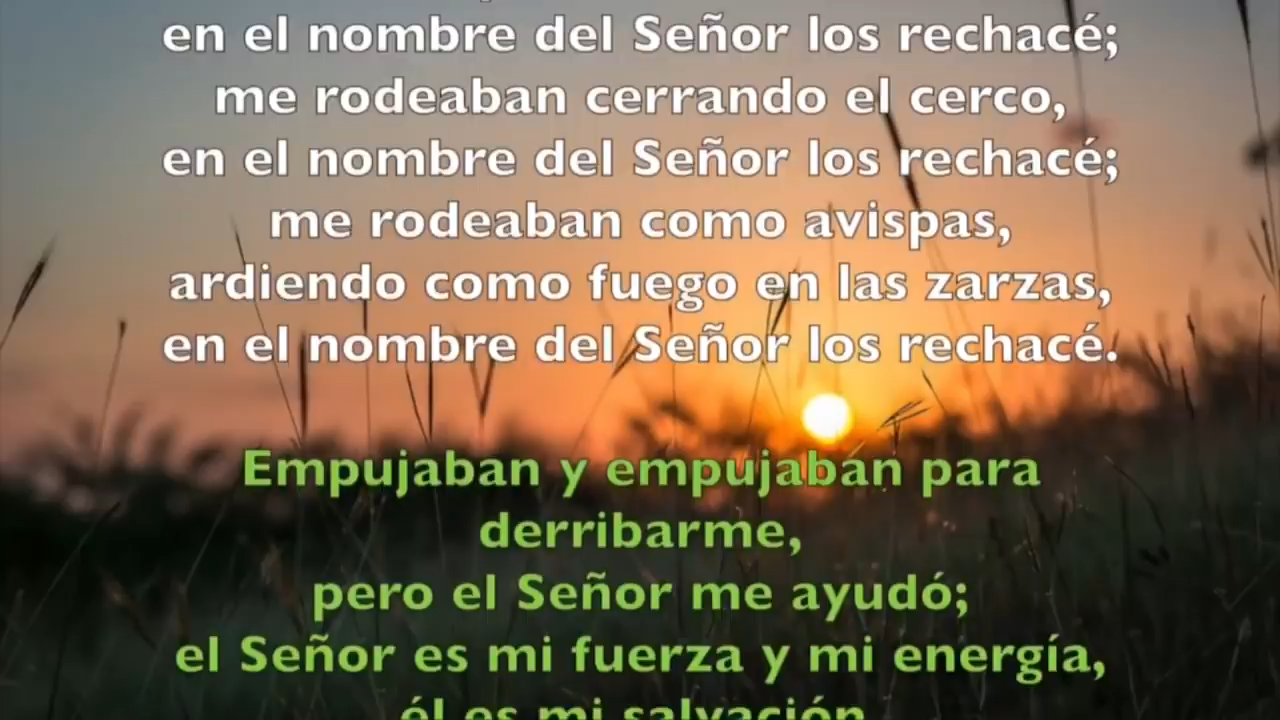 en el nombre del Señor los rechacé;
me rodeaban cerrando el cerco,
en el nombre del Señor los rechacé;
me rodeaban como avispas,
ardiendo como fuego en las zarzas,
en el nombre del Señor los rechacé.
Empujaban y empujaban para
derribarme,
pero el Señor me ayudó;
el Señor es mi fuerza y mi energía,
él es mi salvación